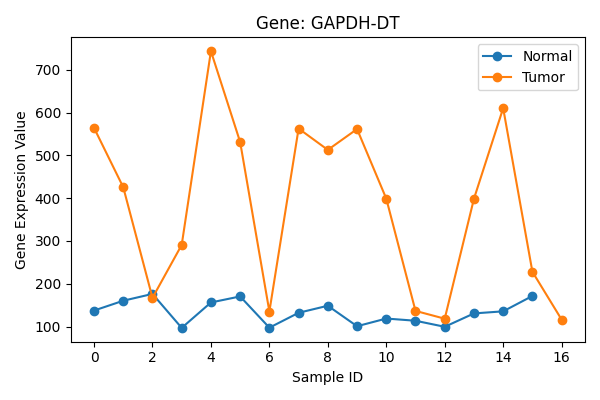 Gene: GAPDH-DT
Normal
Tumor
Gene Expression Value
700
600
500
400
300
200
100
0 2 4 6 8 10 12 14 16
Sample ID